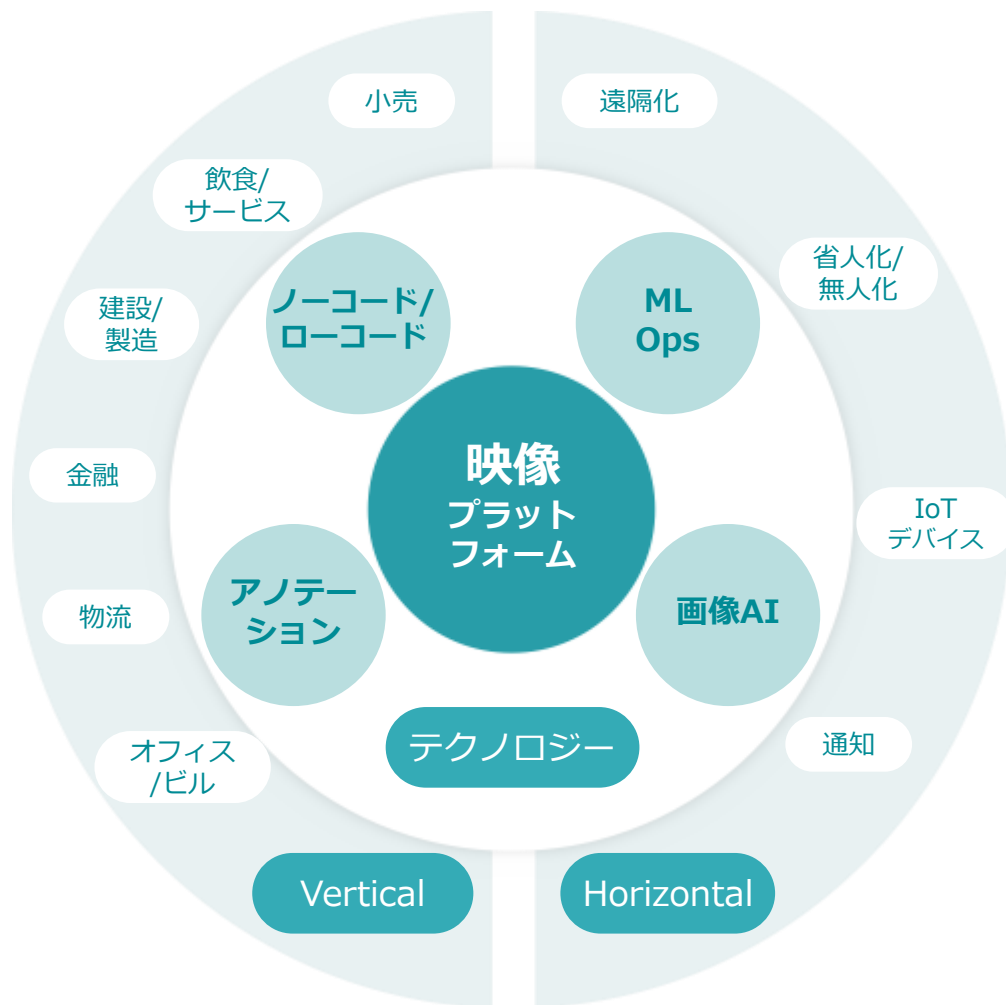 小売
飲食/
サービス
建設/
製造
金融
物流
オフィス
/ビル
Vertical
遠隔化
省人化/
無人化
IoT
デバイス
通知
Horizontal
ノーコード/
ローコード
ML
Ops
映像
プラット
フォーム
アノテー
ション
画像AI
テクノロジー